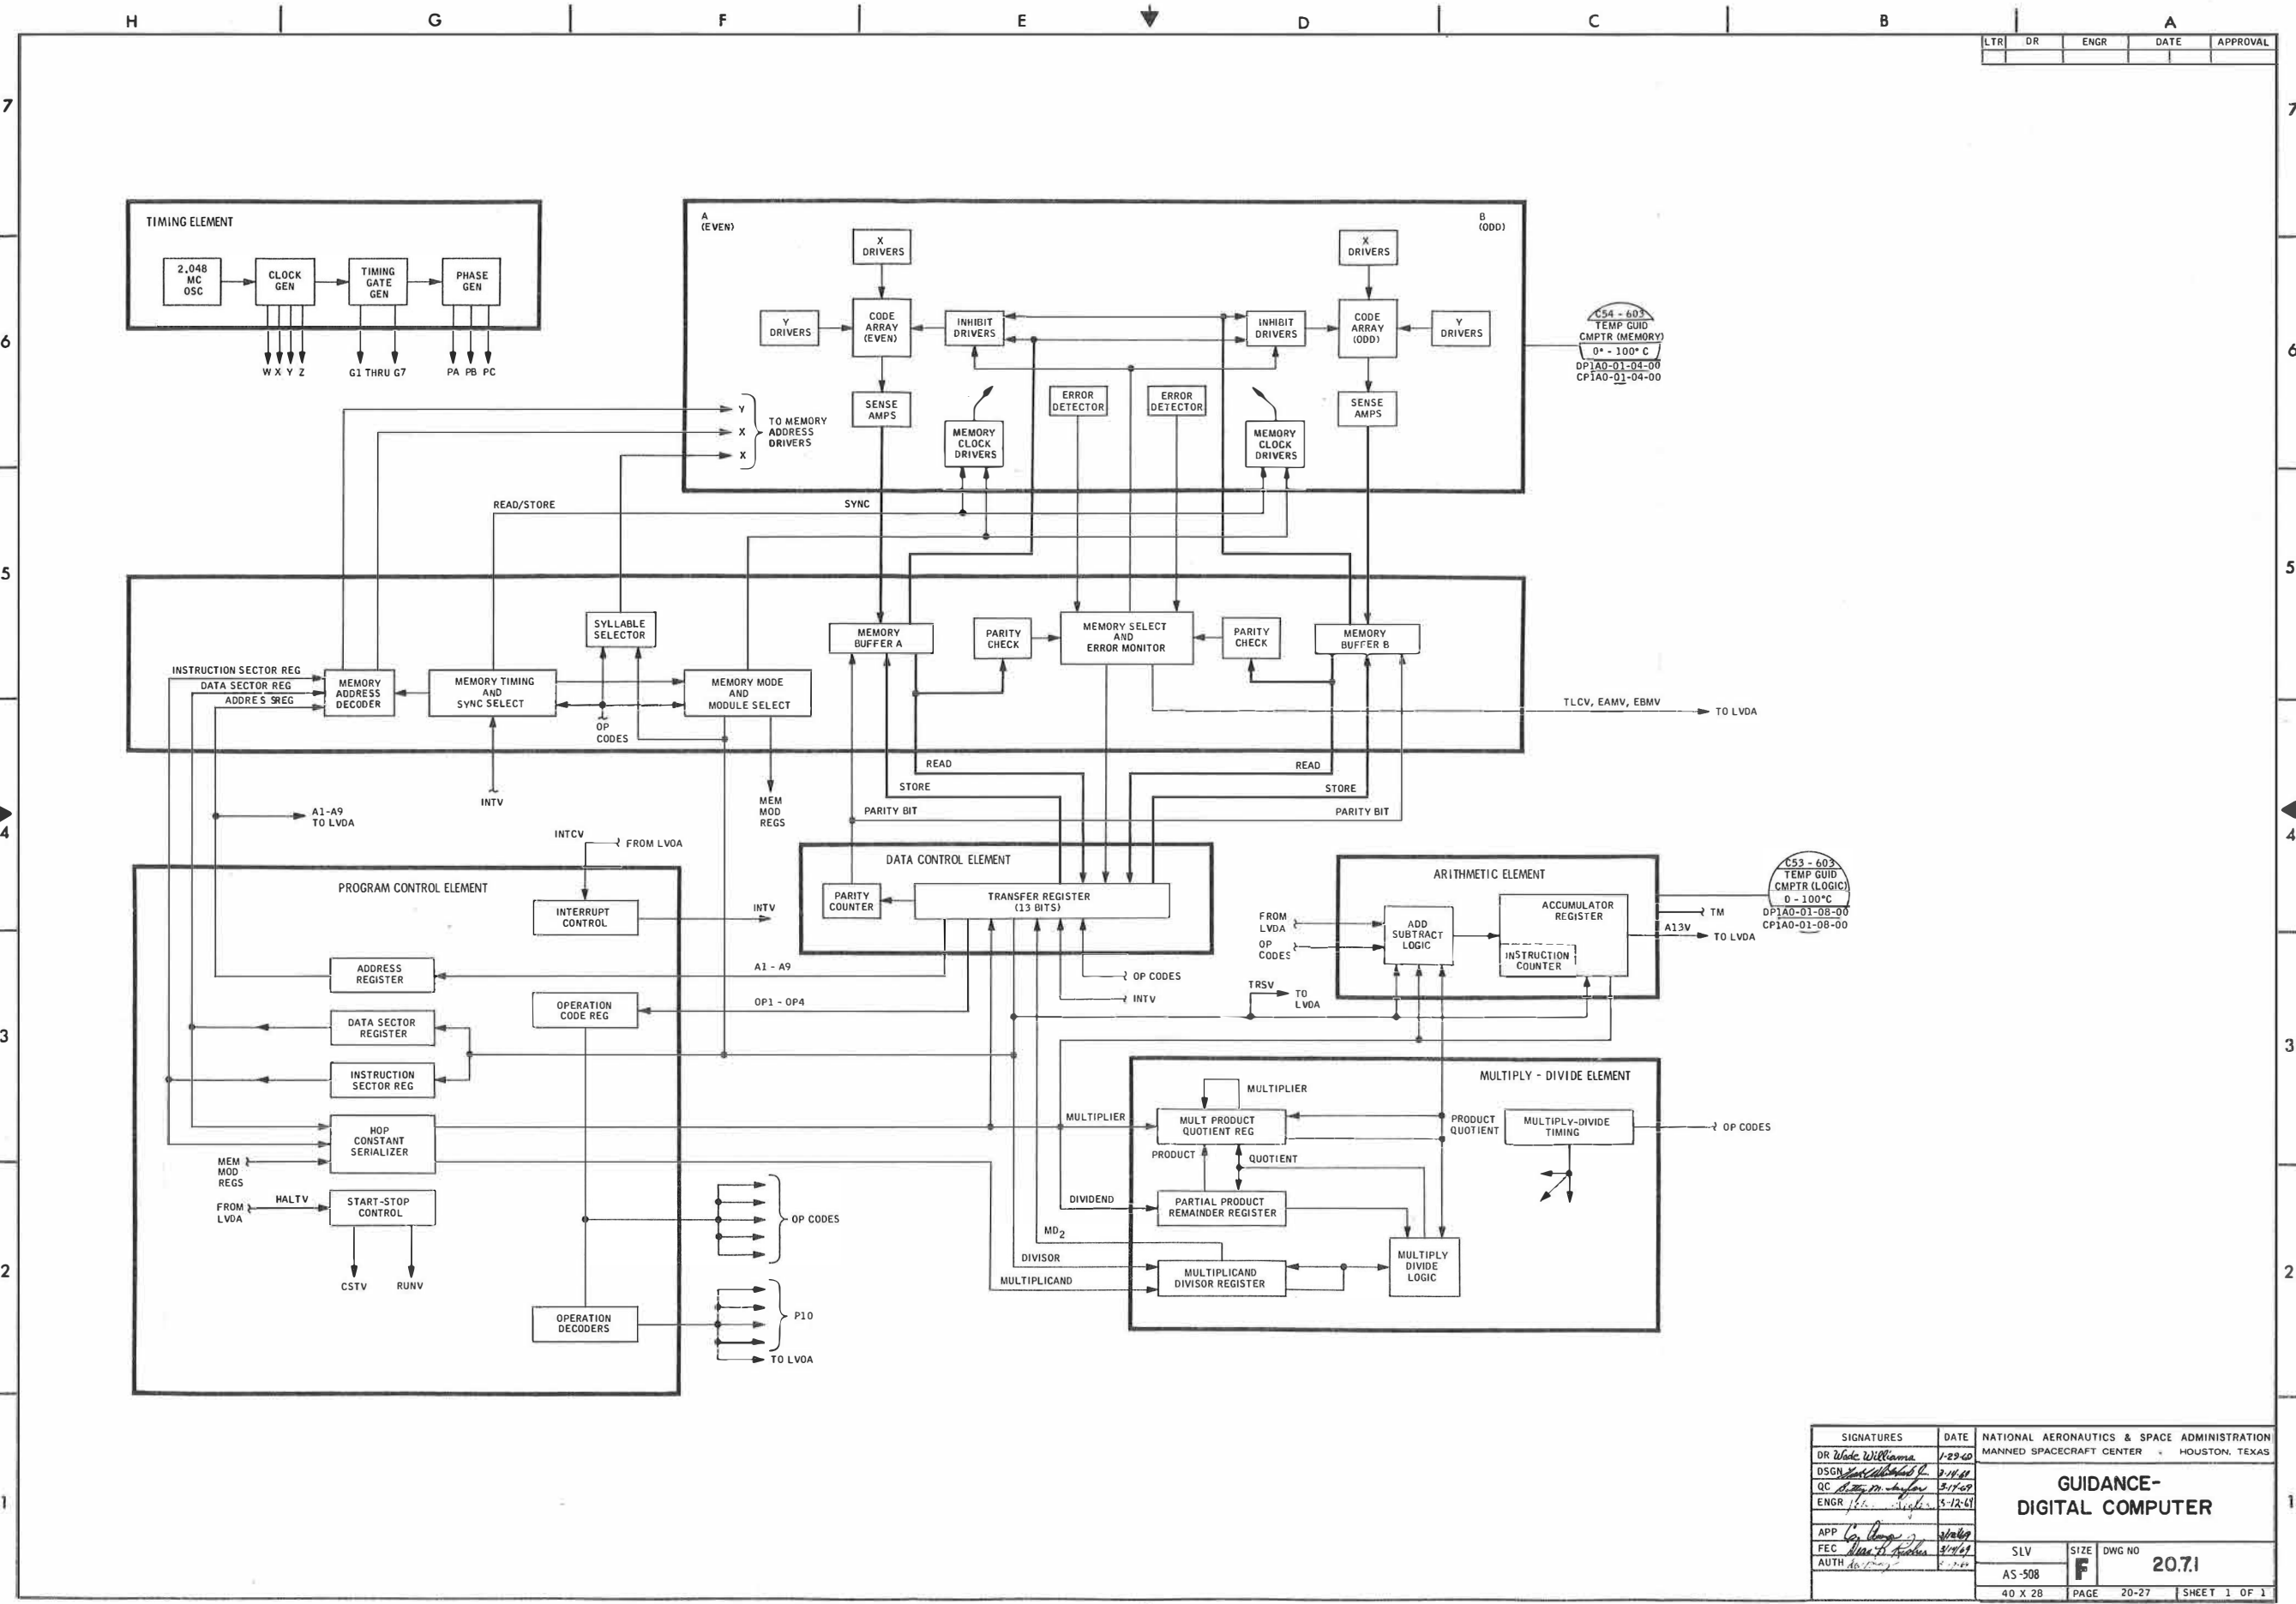 H G F E D C B A
LTR DR ENGR DATE APPROVAL
7 7
6 6
5 5
4 4
3 3
2 2
1 1
TIMING ELEMENT
2.048
MC
OSC
CLOCK
GEN
TIMING
GATE
GEN
PHASE
GEN
W X Y Z
G1 THRU G7
PA PB PC
A
(EVEN)
B
(ODD)
X
DRIVERS
X
DRIVERS
Y
DRIVERS
CODE
ARRAY
(EVEN)
INHIBIT
DRIVERS
INHIBIT
DRIVERS
CODE
ARRAY
(ODD)
Y
DRIVERS
SENSE
AMPS
ERROR
DETECTOR
ERROR
DETECTOR
SENSE
AMPS
MEMORY
CLOCK
DRIVERS
MEMORY
CLOCK
DRIVERS
Y
X
X
TO MEMORY
ADDRESS
DRIVERS
C54 - 603
TEMP GUID
CMPTR (MEMORY)
0° - 100° C
DP1A0-01-04-00
CP1A0-01-04-00
READ/STORE
SYNC
SYLLABLE
SELECTOR
MEMORY
BUFFER A
PARITY
CHECK
MEMORY SELECT
AND
ERROR MONITOR
PARITY
CHECK
MEMORY
BUFFER B
INSTRUCTION SECTOR REG
DATA SECTOR REG
ADDRES SREG
MEMORY
ADDRESS
DECODER
MEMORY TIMING
AND
SYNC SELECT
MEMORY MODE
AND
MODULE SELECT
OP
CODES
TLCV, EAMV, EBMV
TO LVDA
INTV
MEM
MOD
REGS
READ
STORE
PARITY BIT
READ
STORE
PARITY BIT
A1-A9
TO LVDA
INTCV
FROM LVOA
PROGRAM CONTROL ELEMENT
INTERRUPT
CONTROL
INTV
ADDRESS
REGISTER
A1 - A9
OPERATION
CODE REG
OP1 - OP4
DATA SECTOR
REGISTER
INSTRUCTION
SECTOR REG
HOP
CONSTANT
SERIALIZER
MEM
MOD
REGS
HALTV
FROM
LVDA
START-STOP
CONTROL
CSTV
RUNV
OPERATION
DECODERS
OP CODES
P10
TO LVOA
DATA CONTROL ELEMENT
PARITY
COUNTER
TRANSFER REGISTER
(13 BITS)
OP CODES
INTV
ARITHMETIC ELEMENT
FROM
LVDA
OP
CODES
ADD
SUBTRACT
LOGIC
ACCUMULATOR
REGISTER
INSTRUCTION
COUNTER
TM
A13V
TO LVDA
C53 - 603
TEMP GUID
CMPTR (LOGIC)
0 - 100°C
DP1A0-01-08-00
CP1A0-01-08-00
TRSV
TO
LVDA
MULTIPLY - DIVIDE ELEMENT
MULTIPLIER
MULTIPLIER
MULT PRODUCT
QUOTIENT REG
PRODUCT
QUOTIENT
MULTIPLY-DIVIDE
TIMING
OP CODES
PRODUCT
QUOTIENT
DIVIDEND
PARTIAL PRODUCT
REMAINDER REGISTER
MD2
DIVISOR
MULTIPLICAND
MULTIPLICAND
DIVISOR REGISTER
MULTIPLY
DIVIDE
LOGIC
SIGNATURES DATE
DR Wade Williams
DSGN
QC
ENGR
APP
FEC
AUTH
NATIONAL AERONAUTICS & SPACE ADMINISTRATION
MANNED SPACECRAFT CENTER HOUSTON, TEXAS
GUIDANCE-
DIGITAL COMPUTER
SLV
AS-508
SIZE
F
DWG NO
20.7.1
40 X 28 PAGE 20-27 SHEET 1 OF 1